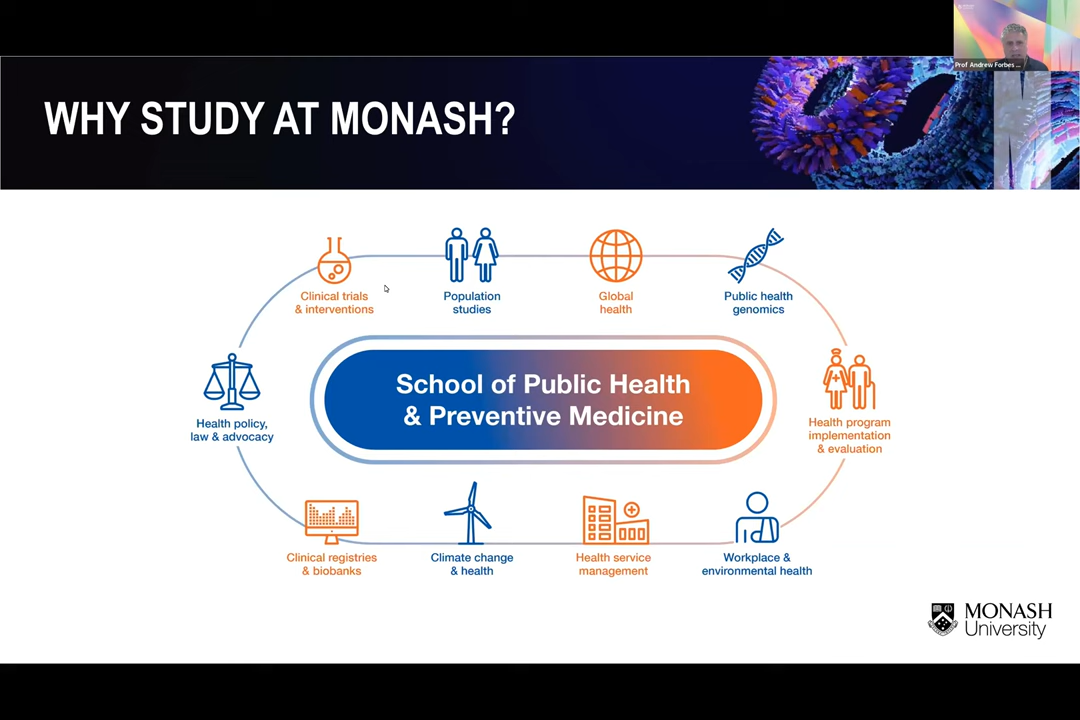 Prof Andrew Forbes ...
WHY STUDY AT MONASH?
Clinical trials
& interventions
Population
studies
Global
health
Public health
genomics
Health policy,
law & advocacy
School of Public Health
& Preventive Medicine
Health program
implementation
& evaluation
Clinical registries
& biobanks
Climate change
& health
Health service
management
Workplace &
environmental health
MONASH
University